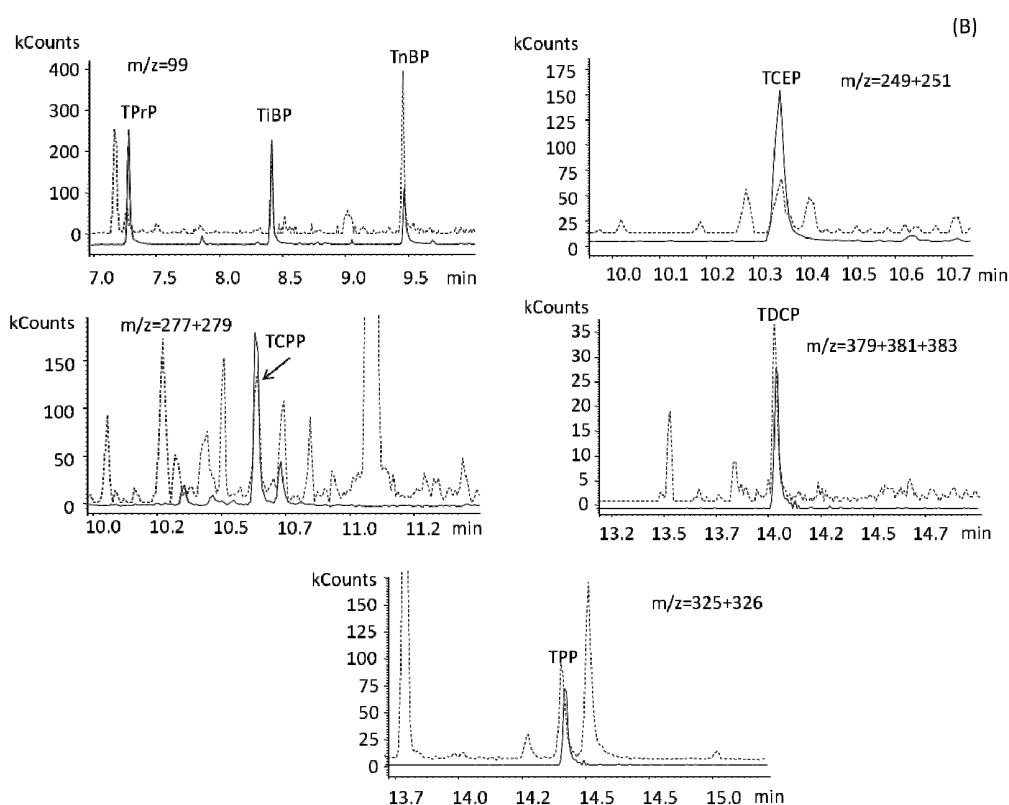 (B)
kCounts
m/z=99
TPrP
TiBP
TnBP
400
300
200
100
0
7.0 8.0 8.5 9.0 9.5 min
kCounts
TCEP
m/z=249+251
175
150
125
100
75
50
25
0
10.0 10.1 10.2 10.3 10.4 10.5 10.6 10.7 min
kCounts
m/z=277+279
TCPP
150
100
50
0
10.0 10.2 10.5 10.7 11.0 11.2 min
kCounts
TDCP
m/z=379+381+383
35
30
25
20
15
10
5
0
13.2 13.5 13.7 14.0 14.2 14.5 14.7 min
kCounts
m/z=325+326
TPP
175
150
125
100
75
50
25
0
13.7 14.0 14.2 14.5 14.5 15.0 min